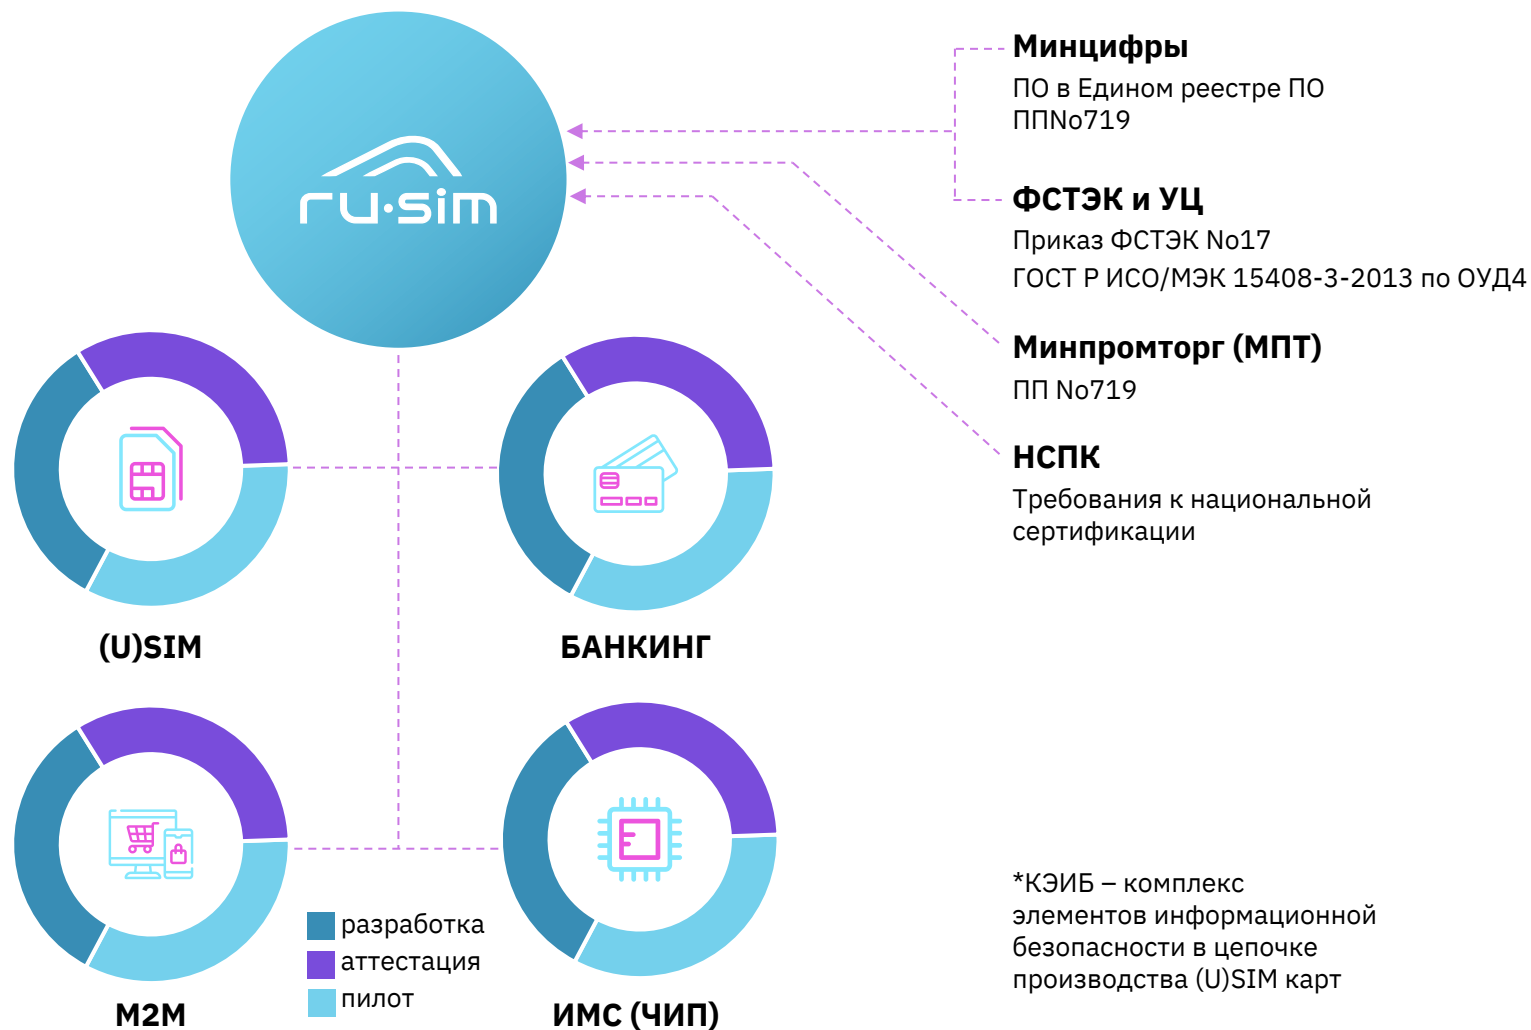 ru·sim
Минцифры
ПО в Едином реестре ПО
ППNo719
ФСТЭК и УЦ
Приказ ФСТЭК No17
ГОСТ Р ИСО/МЭК 15408-3-2013 по ОУД4
Минпромторг (МПТ)
ПП No719
НСПК
Требования к национальной
сертификации
(U)SIM
БАНКИНГ
разработка
аттестация
пилот
M2M
ИМС (ЧИП)
*КЭИБ – комплекс
элементов информационной
безопасности в цепочке
производства (U)SIM карт